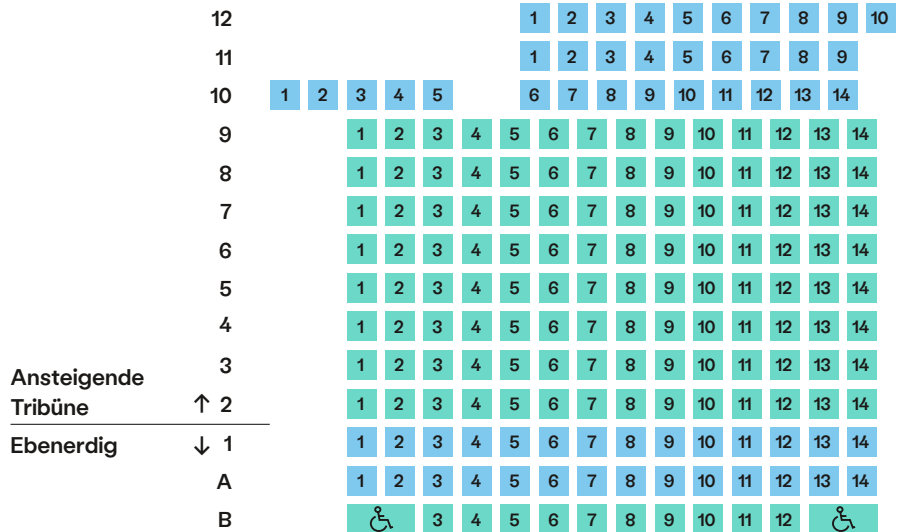 12 1 2 3 4 5 6 7 8 9 10
11 1 2 3 4 5 6 7 8 9
10 1 2 3 4 5 6 7 8 9 10 11 12 13 14
9 1 2 3 4 5 6 7 8 9 10 11 12 13 14
8 1 2 3 4 5 6 7 8 9 10 11 12 13 14
7 1 2 3 4 5 6 7 8 9 10 11 12 13 14
6 1 2 3 4 5 6 7 8 9 10 11 12 13 14
5 1 2 3 4 5 6 7 8 9 10 11 12 13 14
4 1 2 3 4 5 6 7 8 9 10 11 12 13 14
3 1 2 3 4 5 6 7 8 9 10 11 12 13 14
Ansteigende
Tribüne ↑ 2 1 2 3 4 5 6 7 8 9 10 11 12 13 14
Ebenerdig ↓ 1 1 2 3 4 5 6 7 8 9 10 11 12 13 14
A 1 2 3 4 5 6 7 8 9 10 11 12 13 14
B 3 4 5 6 7 8 9 10 11 12